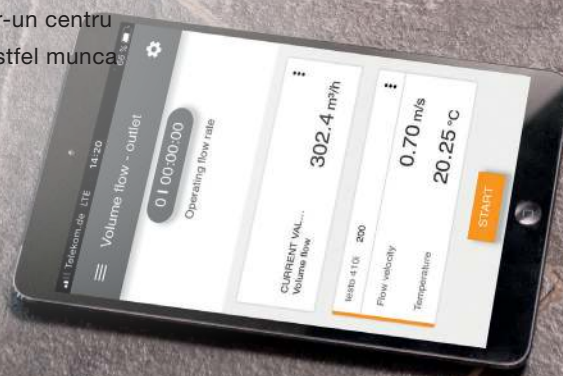 r-un centru
stfel munca
Telekom.de LTE 14:20 66 %
Volume flow - outlet
0 | 00:00:00
Operating flow rate
CURRENT VAL....
Volume flow
302.4 m³/h
testo 410i 200
Flow velocity
0.70 m/s
Temperature
20.25 °C
START